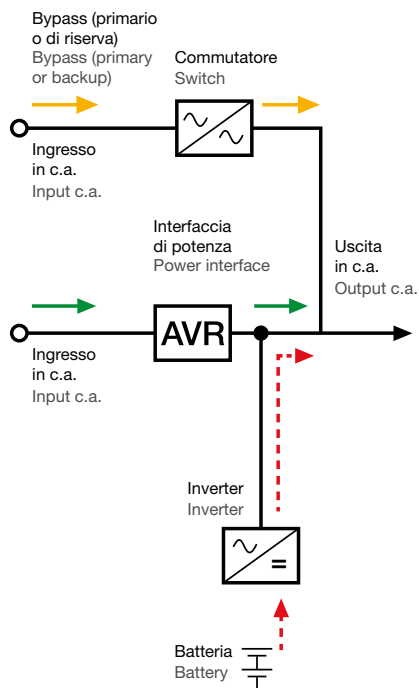 Bypass (primario
o di riserva)
Bypass (primary
or backup)
Commutatore
Switch
Ingresso
in c.a.
Input c.a.
Interfaccia
di potenza
Power interface
Uscita
in c.a.
Output c.a.
AVR
Ingresso
in c.a.
Input c.a.
Inverter
Inverter
Batteria
Battery